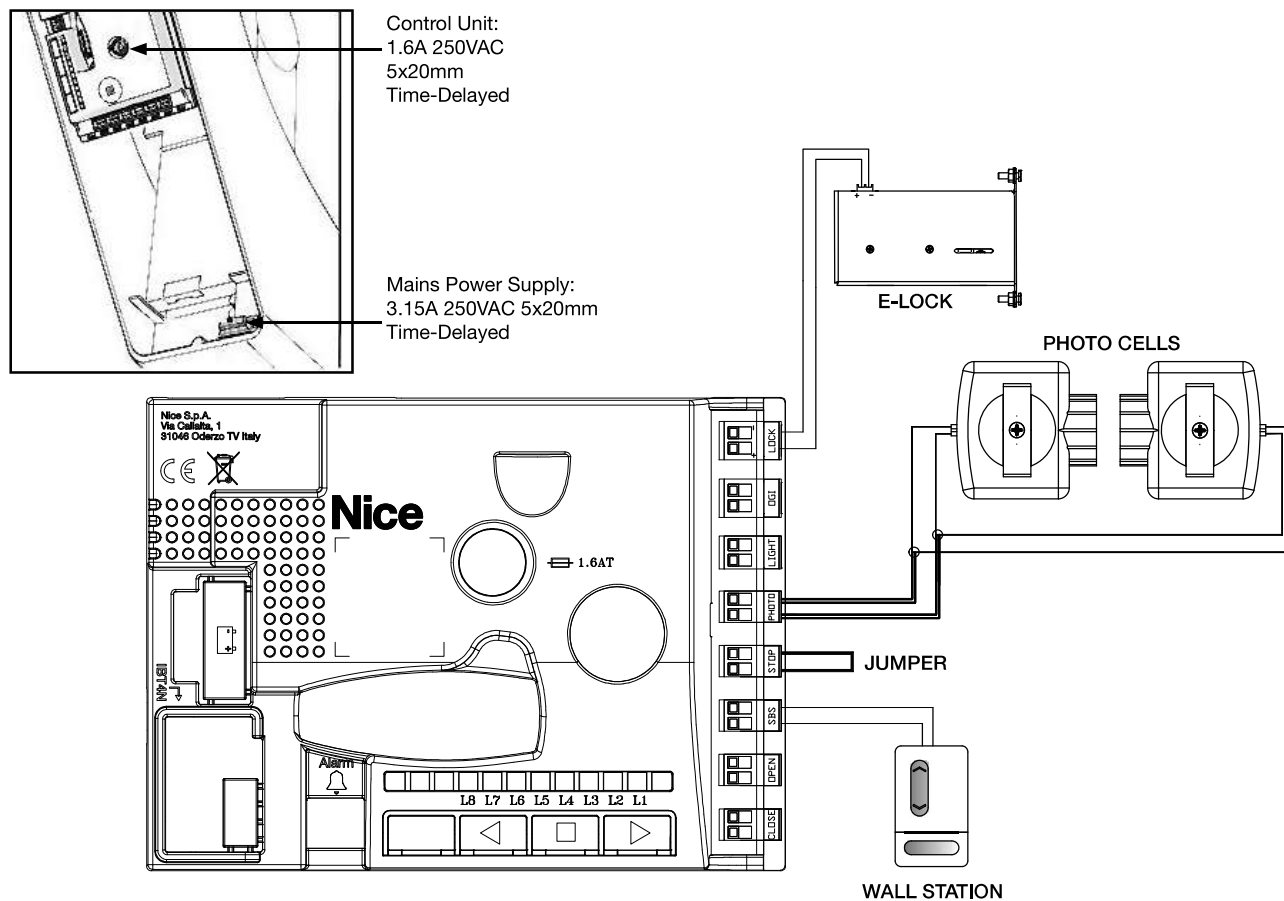 Control Unit:
1.6A 250VAC
5x20mm
Time-Delayed
Mains Power Supply:
3.15A 250VAC 5x20mm
Time-Delayed
E-LOCK
PHOTO CELLS
Nice S.p.A.
Via Callalta, 1
31046 Oderzo TV Italy
CE
Nice
1.6AT
IBT4N
Alarm
L8 L7 L6 L5 L4 L3 L2 L1
LOCK
OGI
LIGHT
PHOTO
STOP
JUMPER
SBS
OPEN
CLOSE
WALL STATION